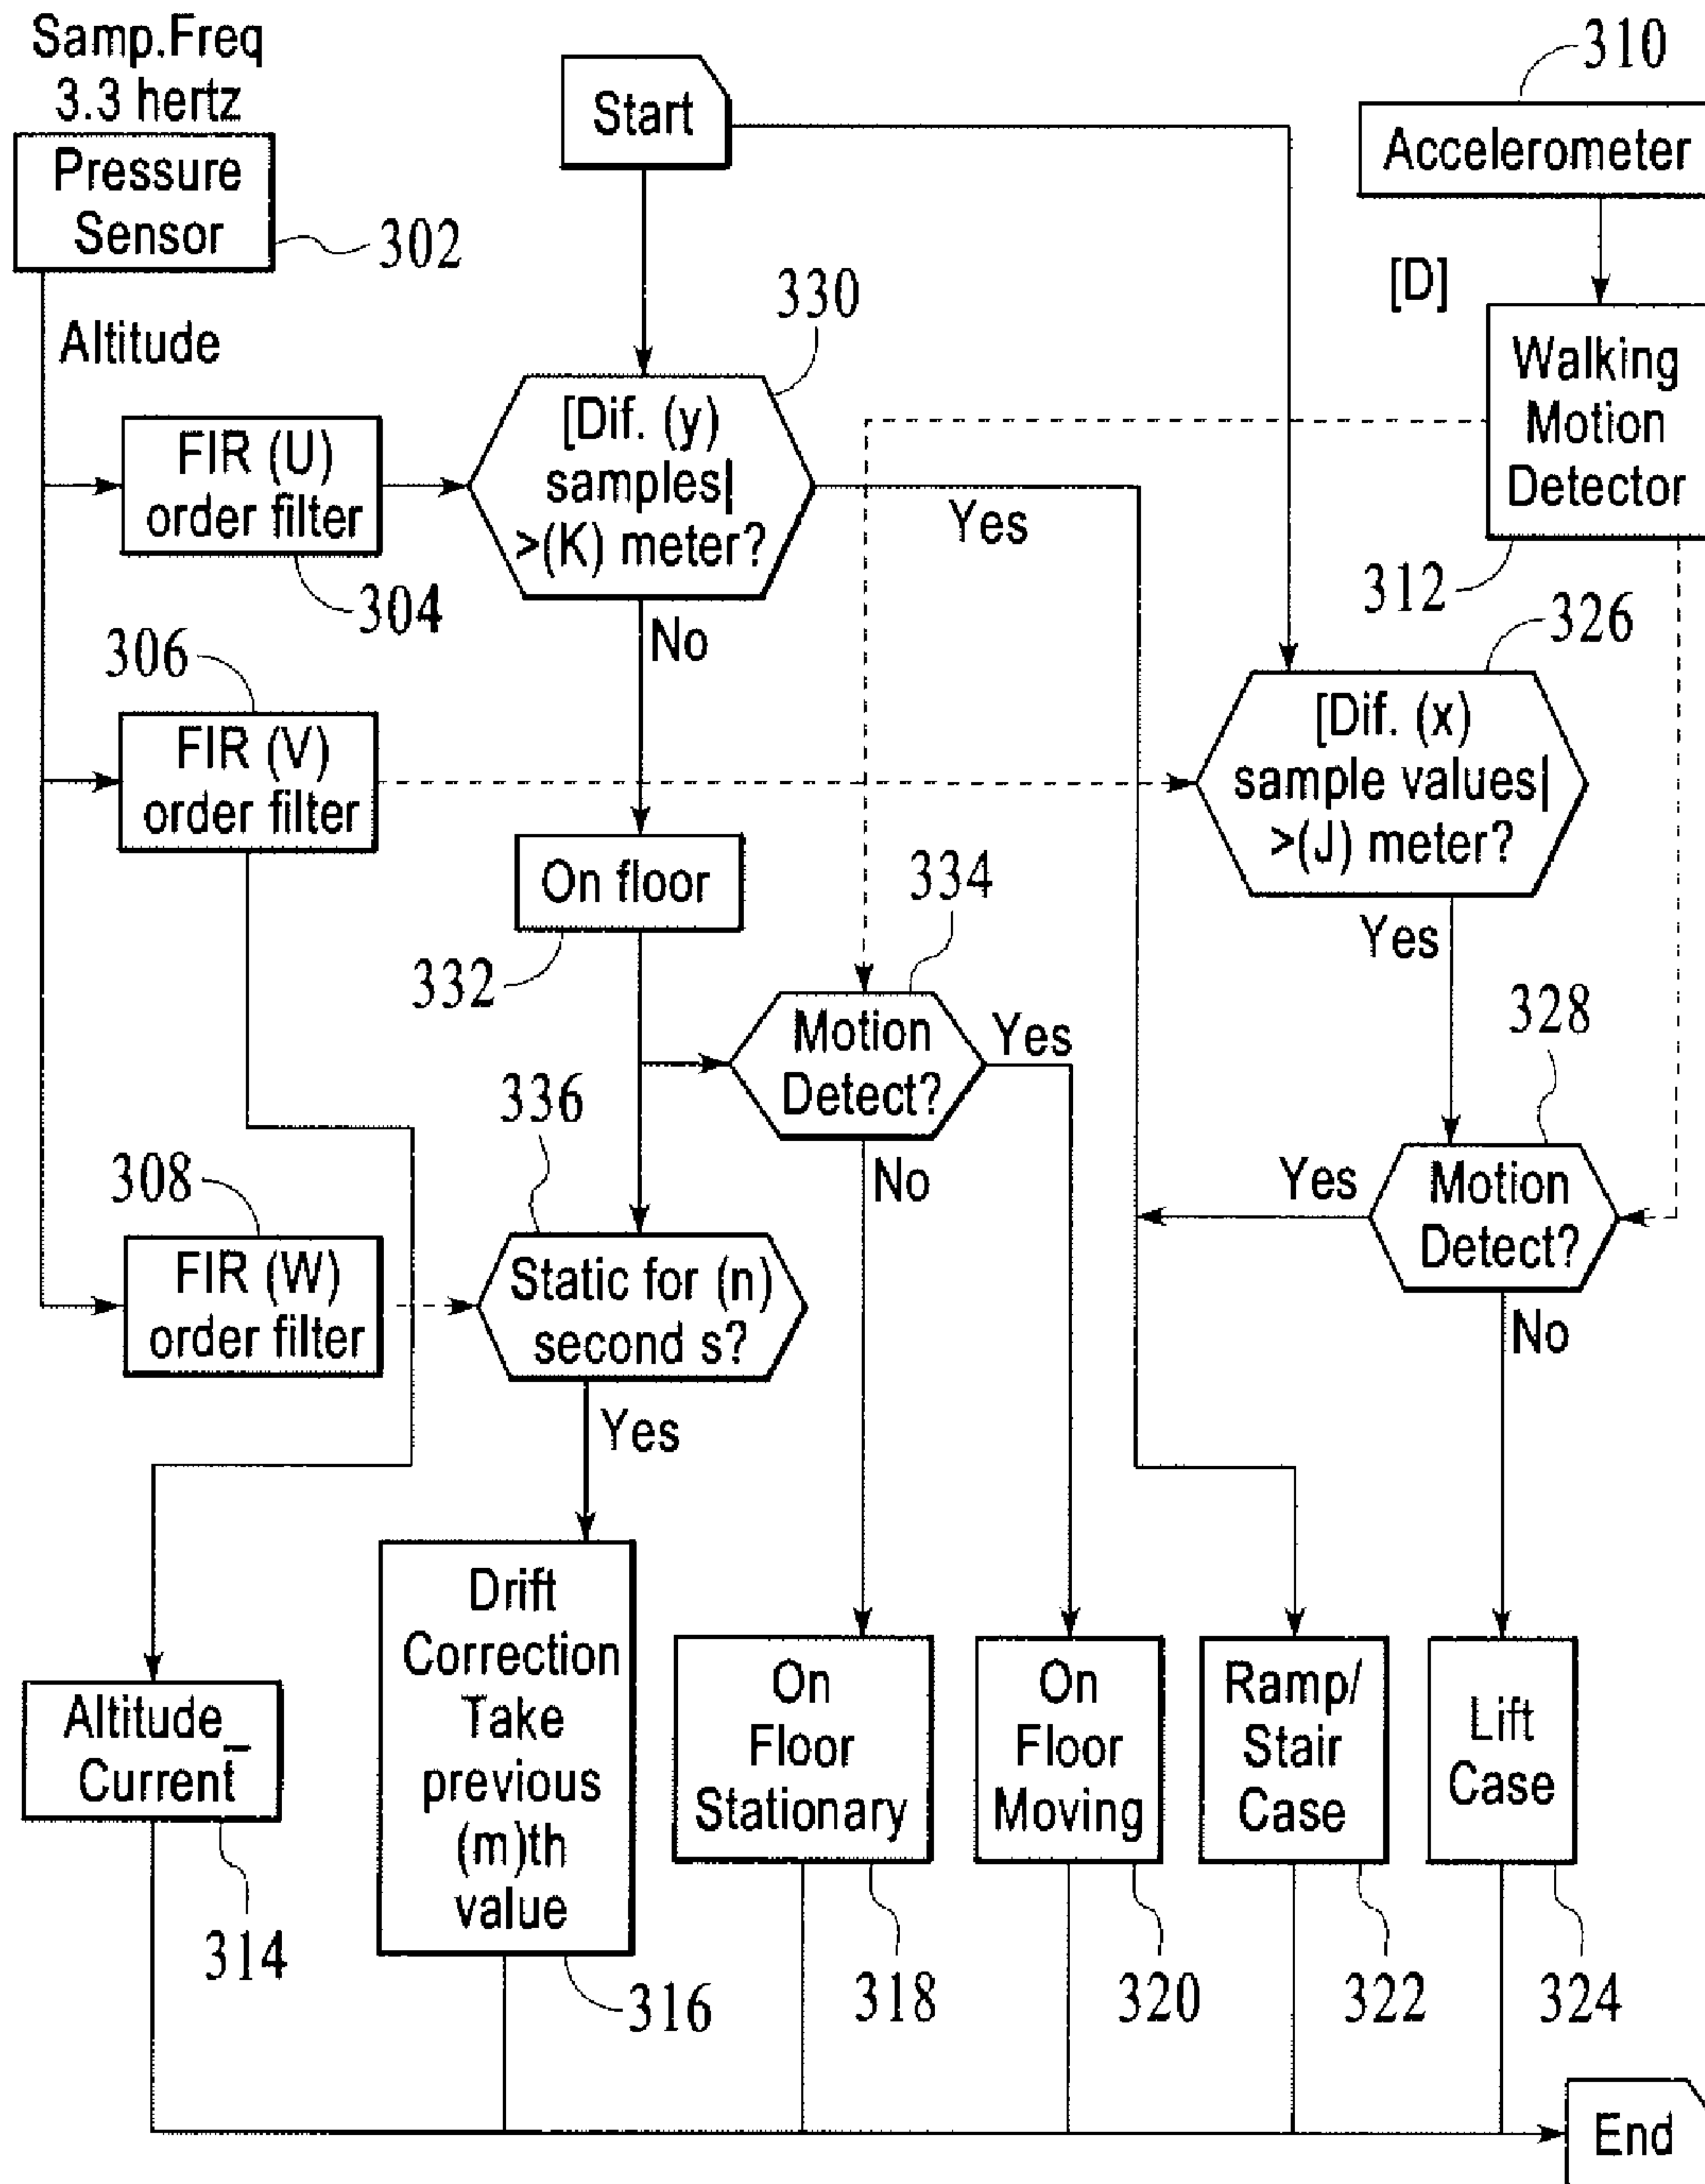 Samp.Freq
3.3 hertz
Pressure
Sensor
302
Start
310
Accelerometer
[D]
Walking
Motion
Detector
312
Altitude
330
[Dif. (y)
samples|
>(K) meter?
Yes
No
FIR (U)
order filter
304
306
FIR (V)
order filter
326
[Dif. (x)
sample values|
>(J) meter?
Yes
On floor
332
334
Motion
Detect?
Yes
No
328
Motion
Detect?
Yes
No
336
Static for (n)
second s?
Yes
308
FIR (W)
order filter
Altitude_
Current
314
Drift
Correction
Take
previous
(m)th
value
316
On
Floor
Stationary
318
On
Floor
Moving
320
Ramp/
Stair
Case
322
Lift
Case
324
End